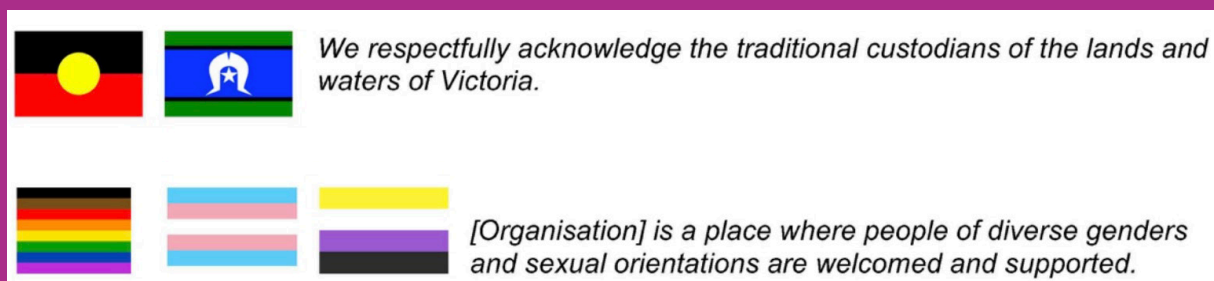 We respectfully acknowledge the traditional custodians of the lands and
waters of Victoria.
[Organisation] is a place where people of diverse genders
and sexual orientations are welcomed and supported.